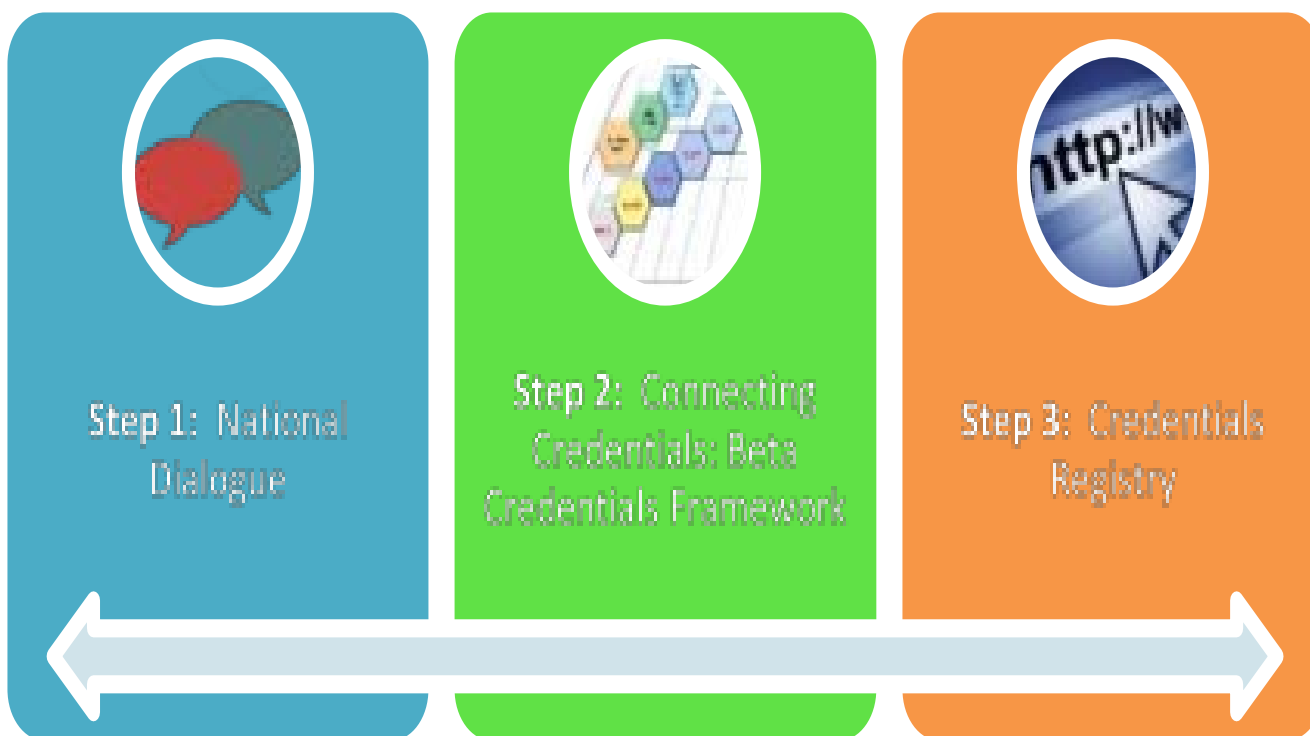 http://w
Step 1: National
Dialogue
Step 2: Connecting
Credentials: Beta
Credentials Framework
Step 3: Credentials
Registry